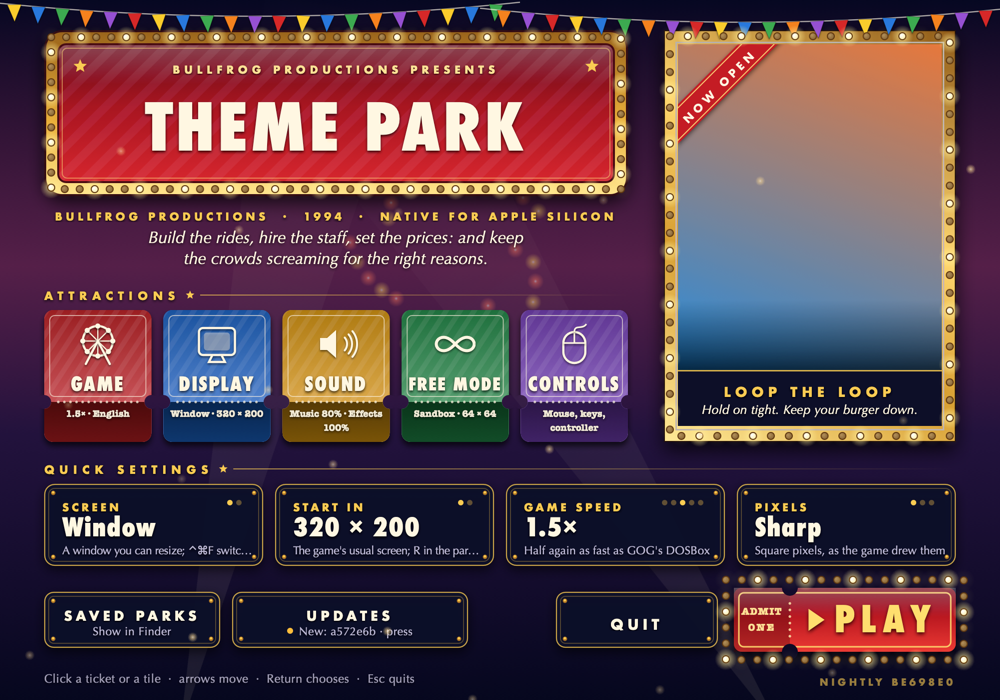 BULLFROG PRODUCTIONS PRESENTS
THEME PARK
NOW OPEN
BULLFROG PRODUCTIONS · 1994 · NATIVE FOR APPLE SILICON
Build the rides, hire the staff, set the prices: and keep
the crowds screaming for the right reasons.
ATTRACTIONS
GAME
1.5× · English
DISPLAY
Window · 320 × 200
SOUND
Music 80% · Effects
100%
FREE MODE
Sandbox · 64 × 64
CONTROLS
Mouse, keys,
controller
LOOP THE LOOP
Hold on tight. Keep your burger down.
QUICK SETTINGS
SCREEN
Window
A window you can resize; ^⌘F switc…
START IN
320 × 200
The game's usual screen; R in the par…
GAME SPEED
1.5×
Half again as fast as GOG's DOSBox
PIXELS
Sharp
Square pixels, as the game drew them
SAVED PARKS
Show in Finder
UPDATES
New: a572e6b · press
QUIT
ADMIT
ONE
PLAY
Click a ticket or a tile · arrows move · Return chooses · Esc quits
NIGHTLY BE698E0